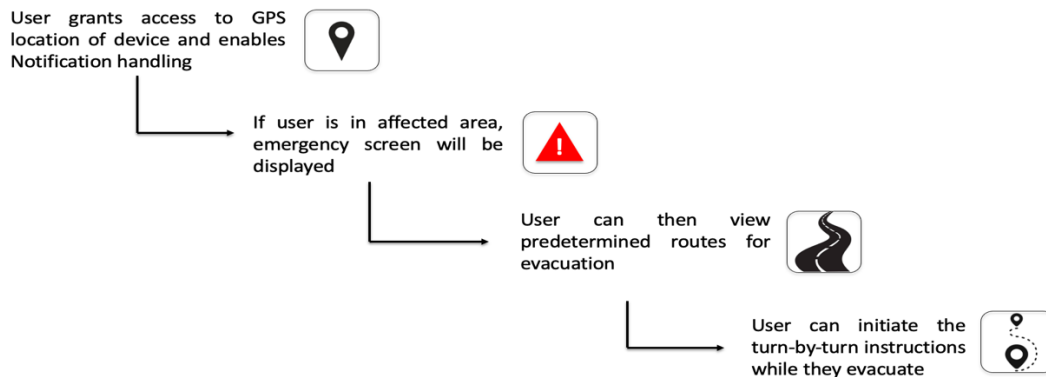 User grants access to GPS
location of device and enables
Notification handling
If user is in affected area,
emergency screen will be
displayed
User can then view
predetermined routes for
evacuation
User can initiate the
turn-by-turn instructions
while they evacuate